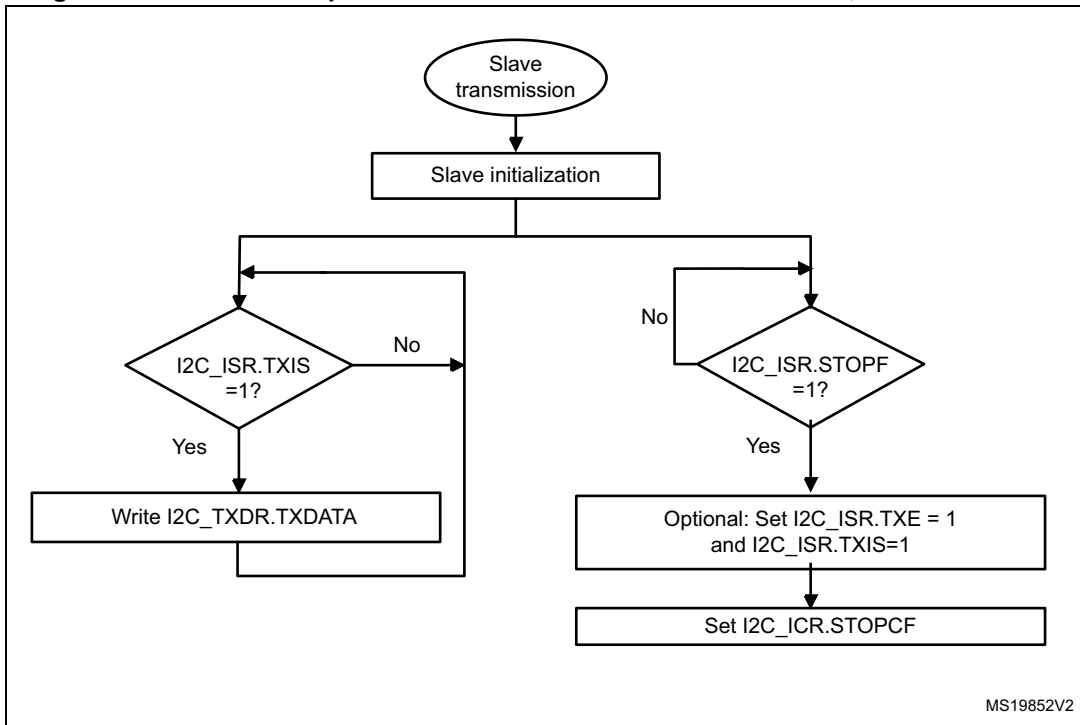 Slave
transmission
Slave initialization
No
I2C_ISR.TXIS
=1?
Yes
Write I2C_TXDR.TXDATA
No
I2C_ISR.STOPF
=1?
Yes
Optional: Set I2C_ISR.TXE = 1
and I2C_ISR.TXIS=1
Set I2C_ICR.STOPCF
MS19852V2